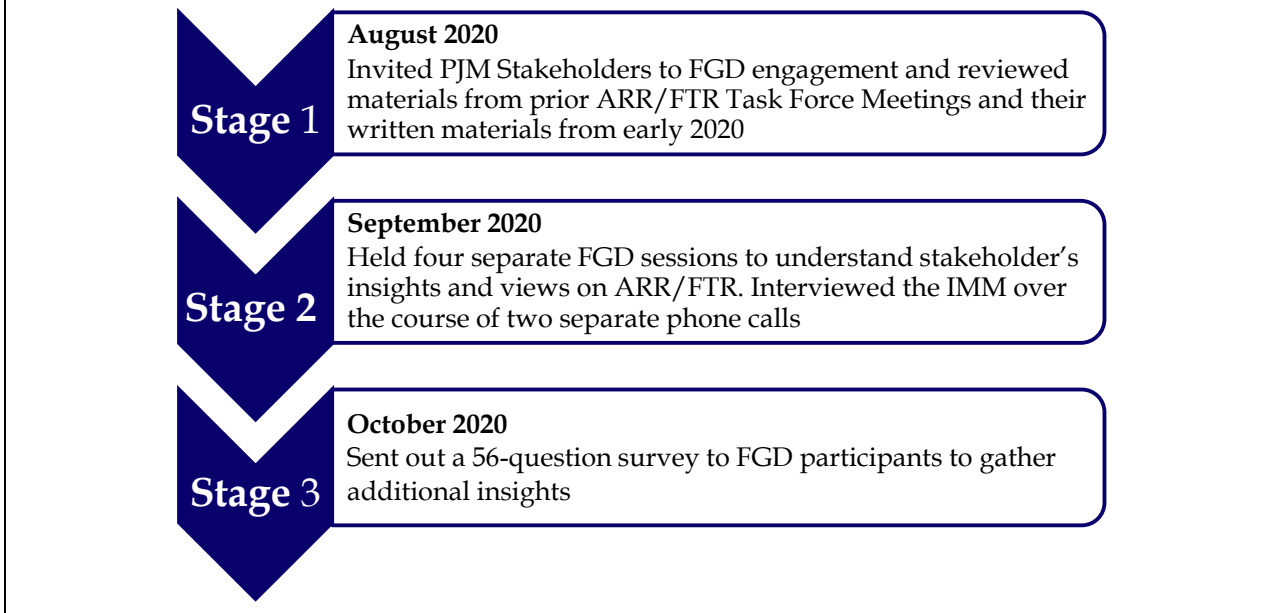 Stage 1
August 2020
Invited PJM Stakeholders to FGD engagement and reviewed
materials from prior ARR/FTR Task Force Meetings and their
written materials from early 2020
Stage 2
September 2020
Held four separate FGD sessions to understand stakeholder's
insights and views on ARR/FTR. Interviewed the IMM over
the course of two separate phone calls
Stage 3
October 2020
Sent out a 56-question survey to FGD participants to gather
additional insights